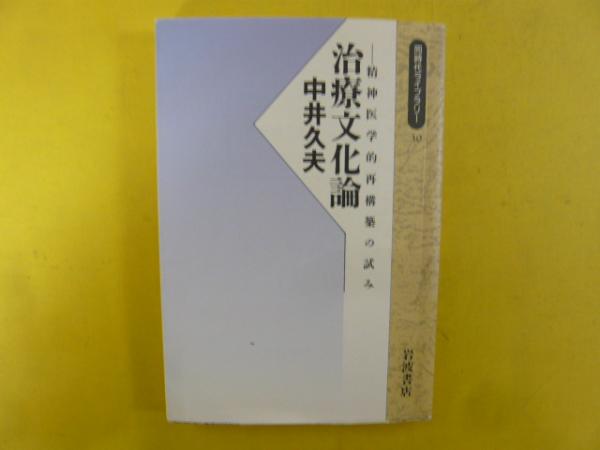 同時代ライブラリー
10
―精神医学的再構築の試み
治療文化論
中井久夫
岩波書店